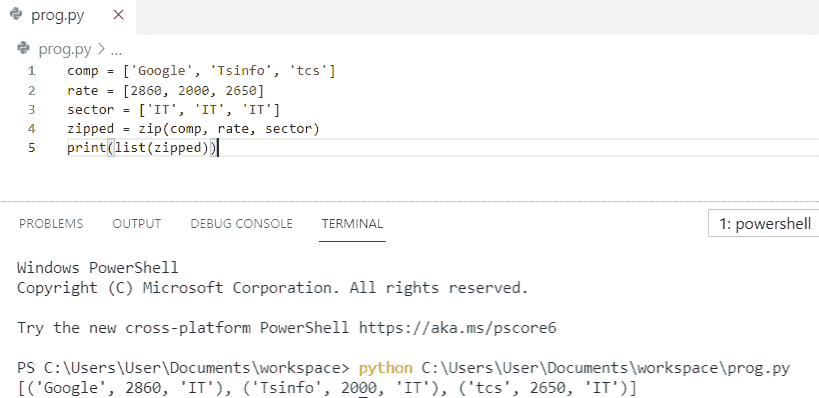 prog.py ×
prog.py > ...
1 comp = ['Google', 'Tsinfo', 'tcs']
2 rate = [2860, 2000, 2650]
3 sector = ['IT', 'IT', 'IT']
4 zipped = zip(comp, rate, sector)
5 print(list(zipped))
PROBLEMS OUTPUT DEBUG CONSOLE TERMINAL 1: powershell
Windows PowerShell
Copyright (C) Microsoft Corporation. All rights reserved.
Try the new cross-platform PowerShell https://aka.ms/pscore6
PS C:\Users\User\Documents\workspace> python C:\Users\User\Documents\workspace\prog.py
[('Google', 2860, 'IT'), ('Tsinfo', 2000, 'IT'), ('tcs', 2650, 'IT')]